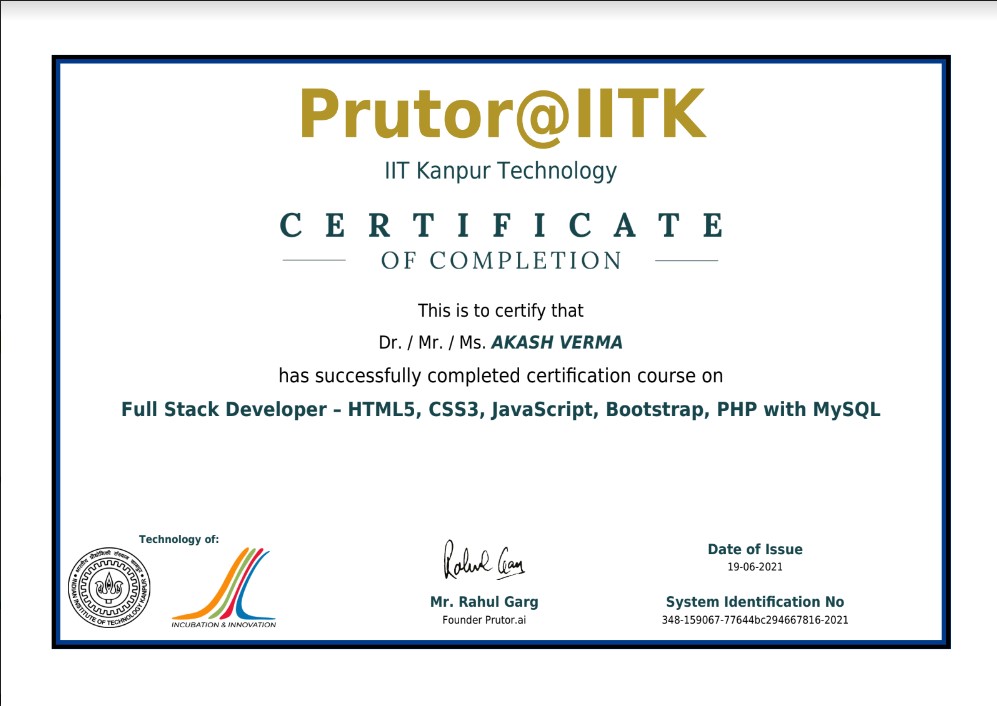 Prutor@IITK
IIT Kanpur Technology
CERTIFICATE
OF COMPLETION
This is to certify that
Dr. / Mr. / Ms. AKASH VERMA
has successfully completed certification course on
Full Stack Developer – HTML5, CSS3, JavaScript, Bootstrap, PHP with MySQL
Technology of:
भारतीय प्रौद्योगिकी संस्थान कानपुर
INDIAN INSTITUTE OF TECHNOLOGY KANPUR
INCUBATION & INNOVATION
Rahul Garg
Mr. Rahul Garg
Founder Prutor.ai
Date of Issue
19-06-2021
System Identification No
348-159067-77644bc294667816-2021